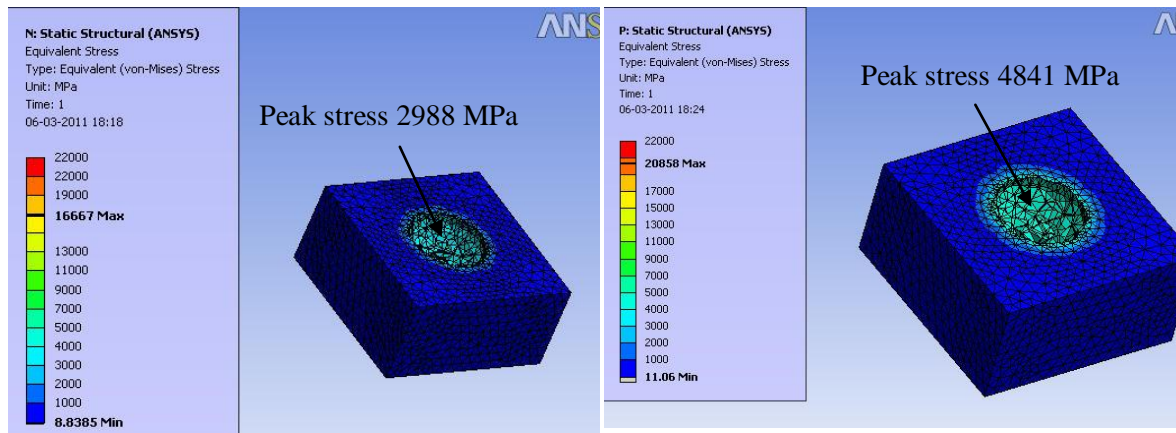 N: Static Structural (ANSYS)
Equivalent Stress
Type: Equivalent (von-Mises) Stress
Unit: MPa
Time: 1
06-03-2011 18:18
22000
22000
19000
16667 Max
13000
11000
9000
7000
5000
4000
3000
2000
1000
8.8385 Min
Peak stress 2988 MPa
P: Static Structural (ANSYS)
Equivalent Stress
Type: Equivalent (von-Mises) Stress
Unit: MPa
Time: 1
06-03-2011 18:24
22000
20858 Max
17000
15000
13000
11000
9000
7000
5000
4000
3000
2000
1000
11.06 Min
Peak stress 4841 MPa